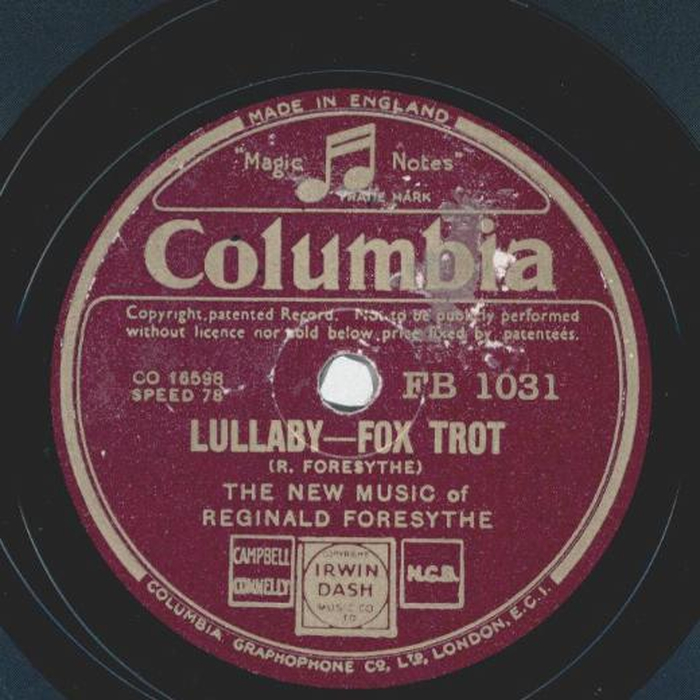 MADE IN ENGLAND
"Magic Notes"
TRADE MARK
Columbia
Copyright, patented Record. Not to be publicly performed
without licence nor sold below price fixed by patentees.
CO 16598
SPEED 78
FB 1031
LULLABY—FOX TROT
(R. FORESYTHE)
THE NEW MUSIC of
REGINALD FORESYTHE
CAMPBELL
CONNELLY
COPYRIGHT
IRWIN
DASH
MUSIC CO
LTD
M.C.P.S.
COLUMBIA GRAPHOPHONE CO, LTD, LONDON, E.C.1.